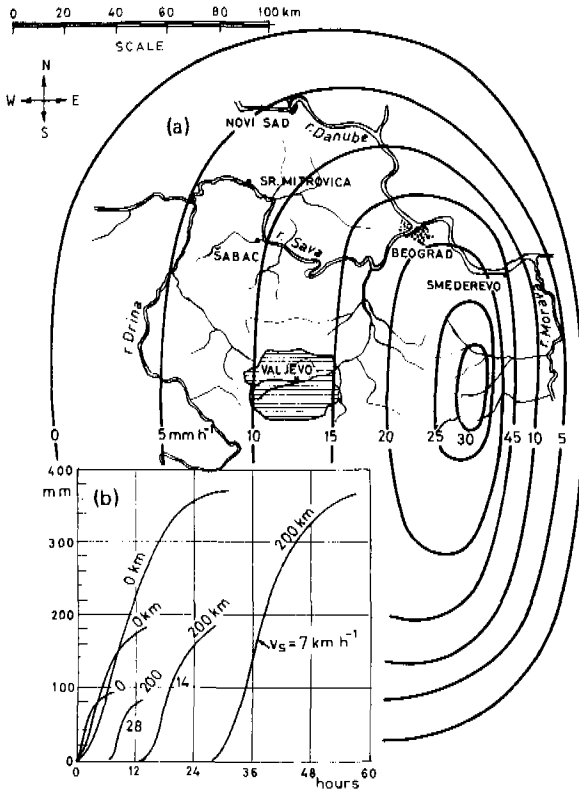 0 20 40 60 80 100 km
SCALE
N
W E
S
(a)
NOVI SAD
r. Danube
SR. MITROVICA
r. Sava
SABAC
BEOGRAD
SMEDEREVO
r. Drina
r. Morava
VALJEVO
0 5 mm h⁻¹ 10 15 20 25 30 45 10 5
400
mm
300
200
100
0
(b)
0 km
200 km
0 km
200 km
Vs = 7 km h⁻¹
0
200
14
28
0 12 24 36 48 60
hours